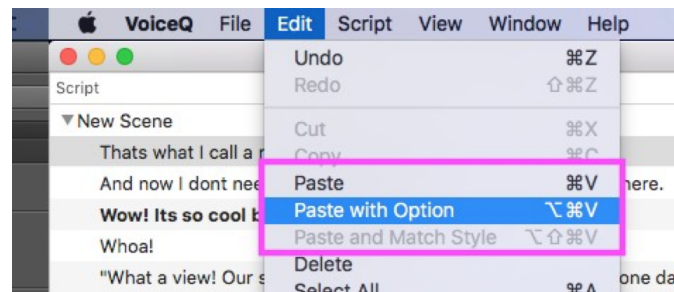 VoiceQ File Edit Script View Window Help
Undo ⌘Z
Script Redo ⇧⌘Z
▼New Scene
Cut ⌘X
Thats what I call a
Copy ⌘C
And now I dont Paste ⌘V here.
Wow! Its so cool Paste with Option ⌥⌘V
Whoa! Paste and Match Style ⌥⇧⌘V
Delete
"What a view! Our Select All ⌘A one